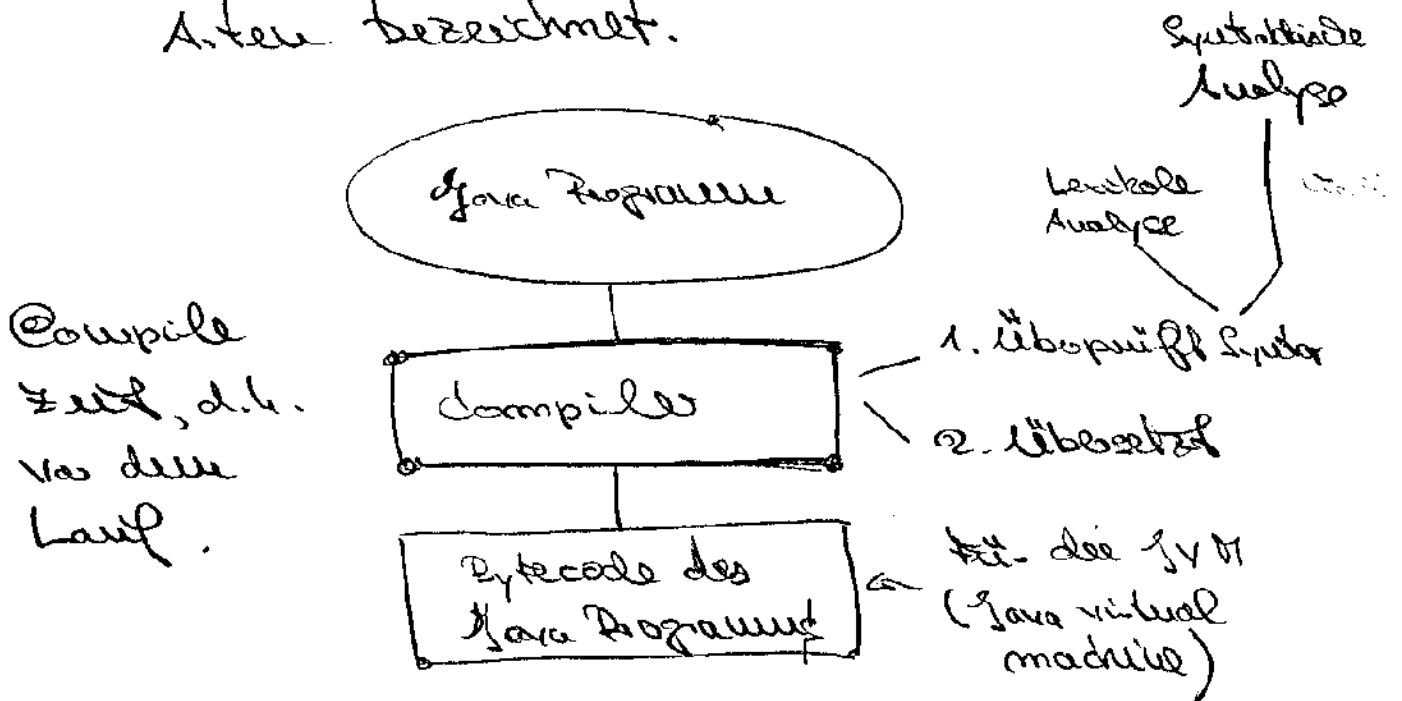 Arten bezeichnet.
Syntaktische
Analyse
Java Programm
Lexikale
Analyse
Compile
Zeit, d.h.
vor dem
Lauf.
Compiler
1. Überprüft Syntax
2. Übersetzt
Bytecode des
Java Programms
für die JVM
(Java virtual
machine)